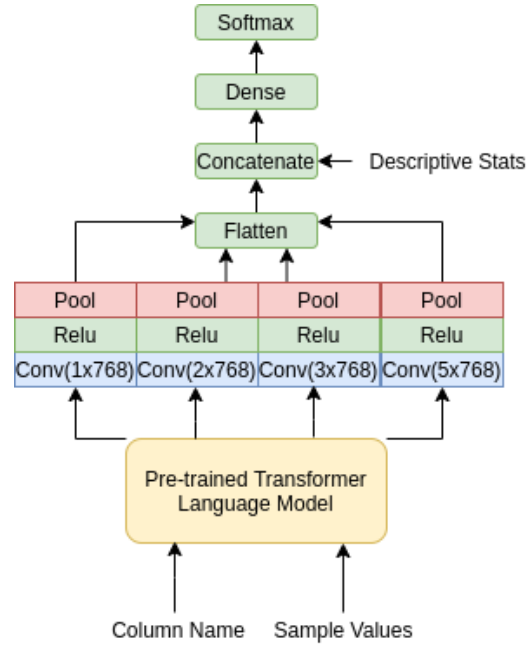 Softmax
Dense
Concatenate
Descriptive Stats
Flatten
Pool Pool Pool Pool
Relu Relu Relu Relu
Conv(1x768) Conv(2x768) Conv(3x768) Conv(5x768)
Pre-trained Transformer
Language Model
Column Name Sample Values